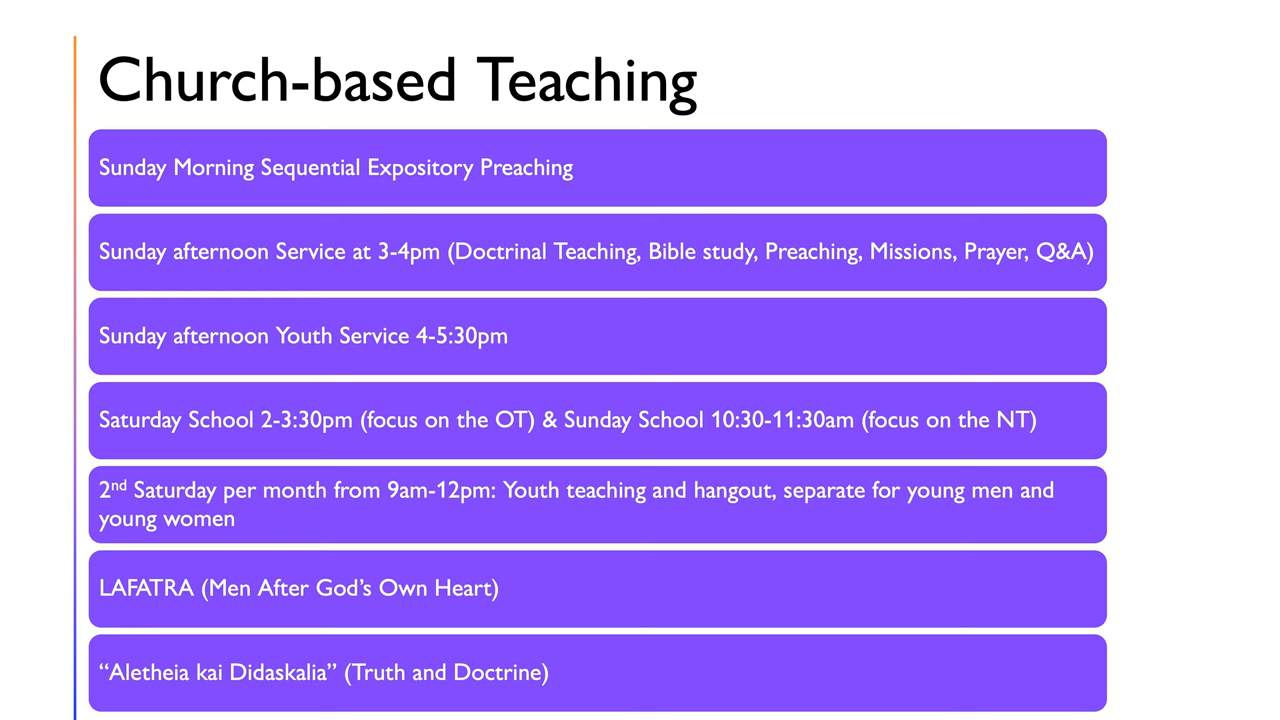 Church-based Teaching
Sunday Morning Sequential Expository Preaching
Sunday afternoon Service at 3-4pm (Doctrinal Teaching, Bible study, Preaching, Missions, Prayer, Q&A)
Sunday afternoon Youth Service 4-5:30pm
Saturday School 2-3:30pm (focus on the OT) & Sunday School 10:30-11:30am (focus on the NT)
2nd Saturday per month from 9am-12pm: Youth teaching and hangout, separate for young men and
young women
LAFATRA (Men After God’s Own Heart)
“Aletheia kai Didaskalia” (Truth and Doctrine)